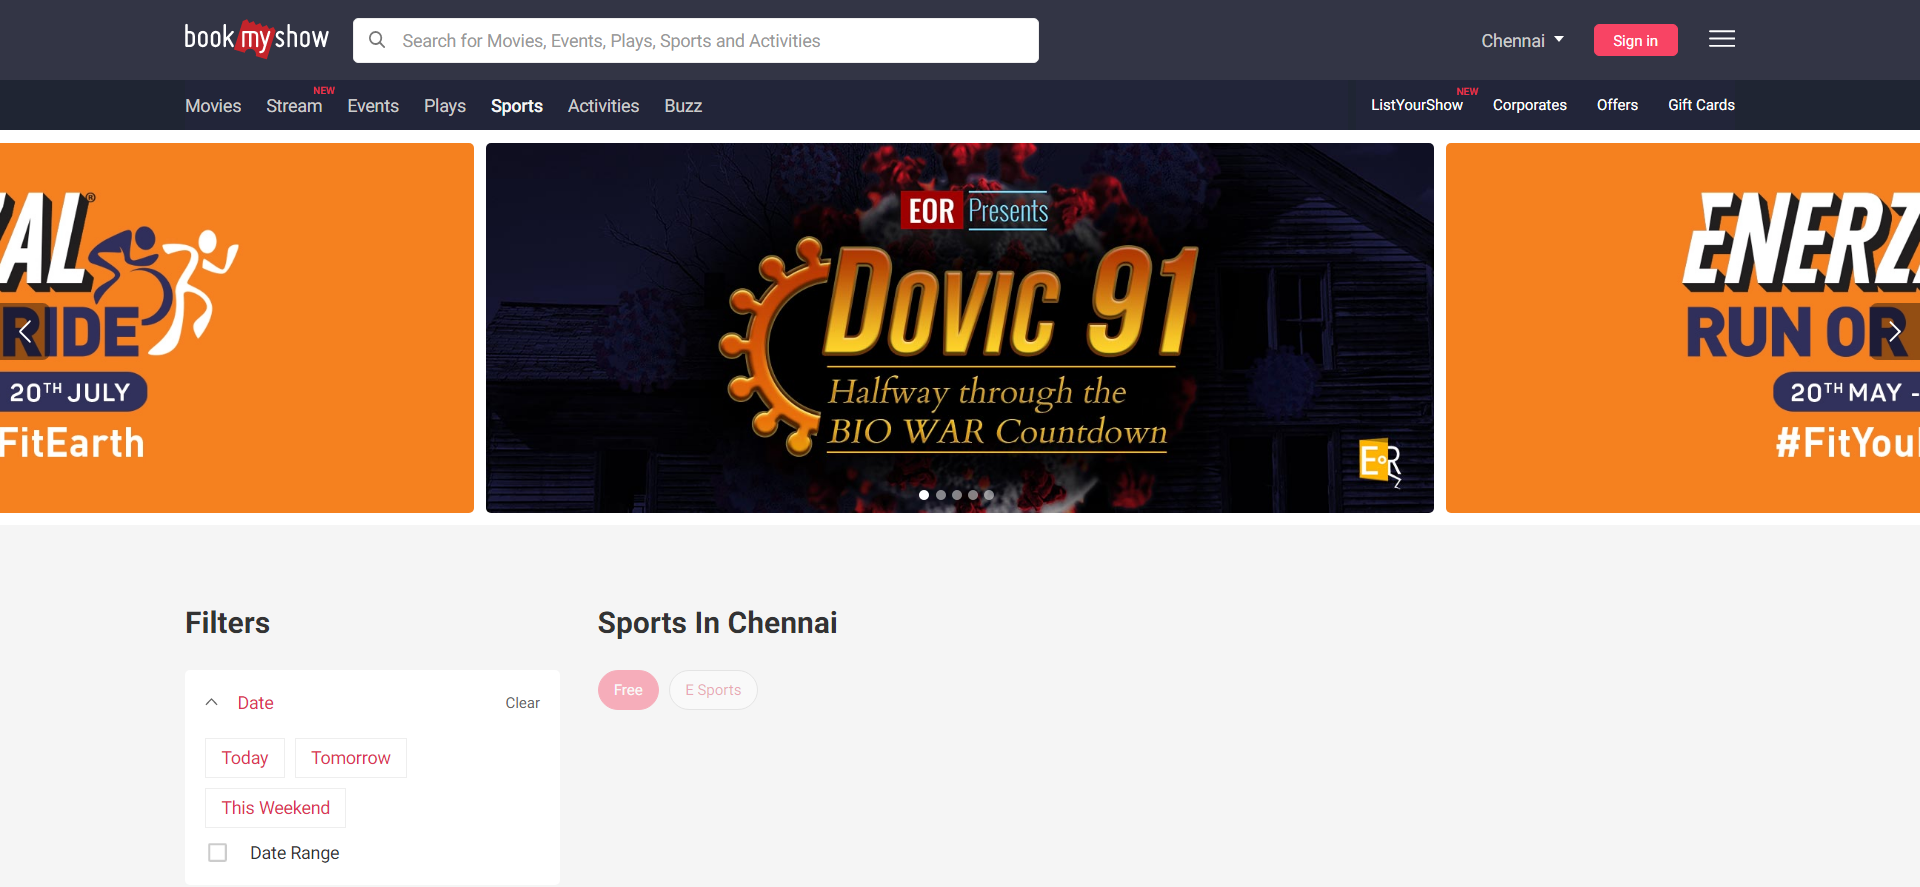 bookmyshow
Search for Movies, Events, Plays, Sports and Activities
Chennai
Sign in
Movies
Stream
NEW
Events
Plays
Sports
Activities
Buzz
ListYourShow
NEW
Corporates
Offers
Gift Cards
AL®
RIDE
20TH JULY
FitEarth
EOR Presents
DOVIC 91
Halfway through the
BIO WAR Countdown
EOR
ENERZ
RUN OR
20TH MAY -
#FitYou
Filters
Date
Clear
Today
Tomorrow
This Weekend
Date Range
Sports In Chennai
Free
E Sports